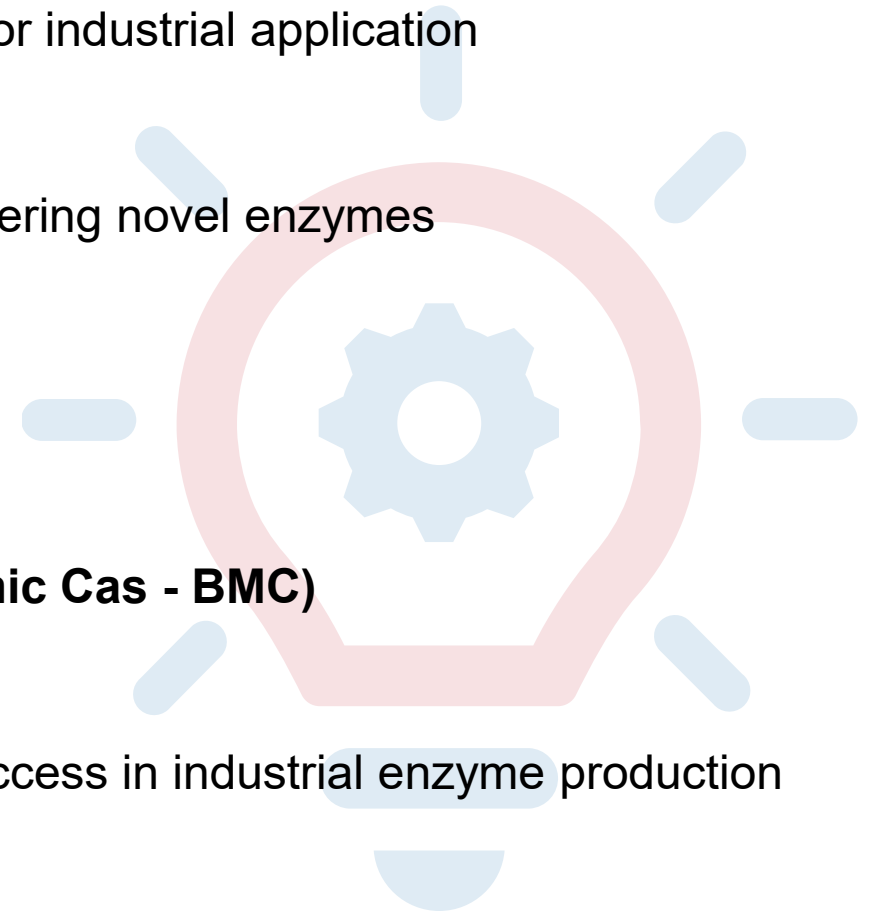 or industrial application
ering novel enzymes
nic Cas - BMC)
ccess in industrial enzyme production